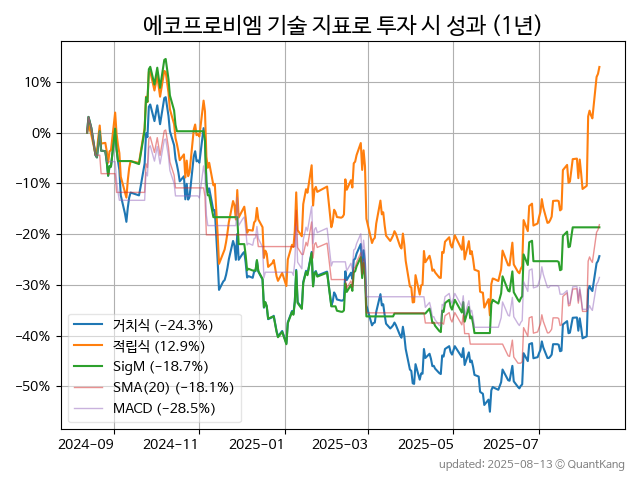 에코프로비엠 기술 지표로 투자 시 성과 (1년)
10%
0%
−10%
−20%
−30%
−40%
−50%
거치식 (−24.3%)
적립식 (12.9%)
SigM (−18.7%)
SMA(20) (−18.1%)
MACD (−28.5%)
2024-09
2024-11
2025-01
2025-03
2025-05
2025-07
updated: 2025-08-13 © QuantKang